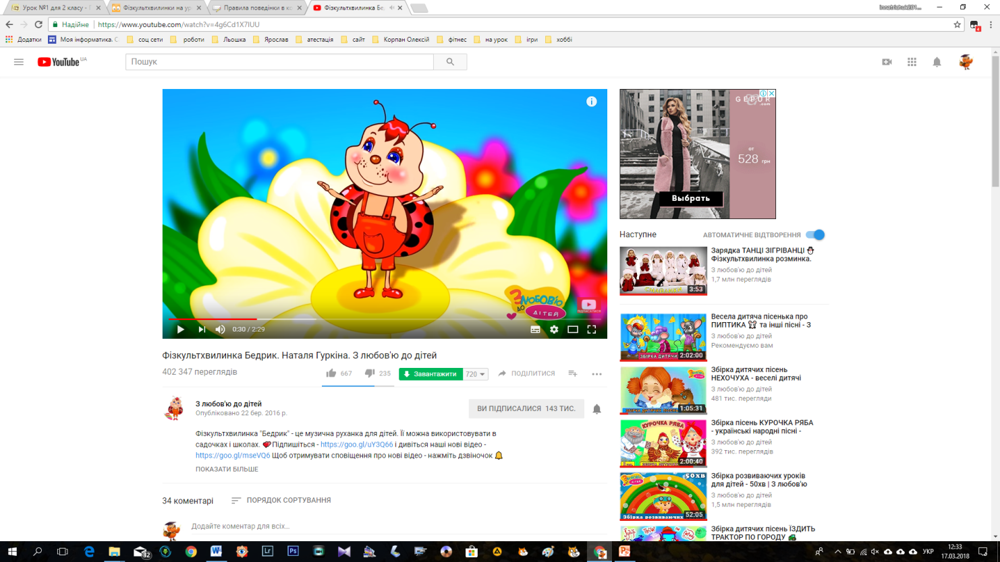 Урок №1 для 2 класу -
Фізкультхвилинки на ур
Правила поведінки в ко
Фізкультхвилинка Бед
Надійне
https://www.youtube.com/watch?v=4g6Cd1X7IUU
Додатки
Моя інформатика. С
соц сети
роботи
Льошка
Ярослав
атестація
сайт
Корпан Олексій
фітнес
на урок
ігри
хоббі
YouTube UA
Пошук
З ЛЮБОВ'Ю
ДО ДІТЕЙ
0:30 / 2:29
GEPUR
.com
от
528 грн
Выбрать
Фізкультхвилинка Бедрик. Наталя Гуркіна. З любов'ю до дітей
402 347 переглядів
667
235
Завантажити
720
ПОДІЛИТИСЯ
З любов'ю до дітей
Опубліковано 22 бер. 2016 р.
ВИ ПІДПИСАЛИСЯ 143 ТИС.
Фізкультхвилинка "Бедрик" - це музична руханка для дітей. Її можна використовувати в
садочках і школах. Підпишіться - https://goo.gl/uY3Q66 і дивіться наші нові відео -
https://goo.gl/mseVQ6 Щоб отримувати сповіщення про нові відео - нажміть дзвіночок
ПОКАЗАТИ БІЛЬШЕ
34 коментарі
ПОРЯДОК СОРТУВАННЯ
Додайте коментар для всіх...
Наступне
АВТОМАТИЧНЕ ВІДТВОРЕННЯ
3:53
Зарядка ТАНЦІ ЗІГРІВАНЦІ
Фізкультхвилинка розминка.
З любов'ю до дітей
1,7 млн переглядів
2:02:00
Весела дитяча пісенька про
ПИПТИКА та інші пісні - З
З любов'ю до дітей
Рекомендуємо вам
1:05:31
Збірка дитячих пісень
НЕХОЧУХА - веселі дитячі
З любов'ю до дітей
481 тис. перегляди
КУРОЧКА РЯБА
2:00:40
Збірка пісень КУРОЧКА РЯБА
- українські народні пісні -
З любов'ю до дітей
392 тис. переглядів
50ХВ
Збірка розвиваючих
52:05
Збірка розвиваючих уроків
для дітей - 50хв | З любов'ю
З любов'ю до дітей
1,5 млн переглядів
Збірка дитячих пісень ЇЗДИТЬ
ТРАКТОР ПО ГОРОДУ
32
УКР
12:33
17.03.2018